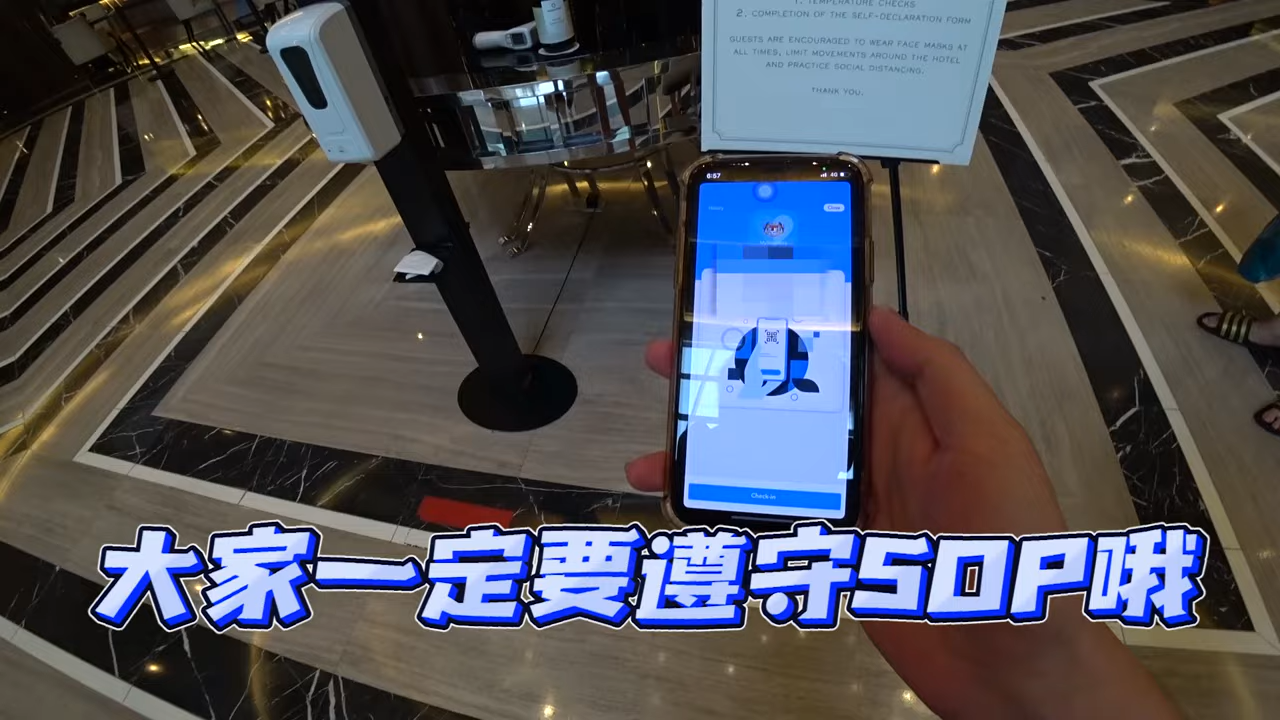 1. TEMPERATURE CHECKS
2. COMPLETION OF THE SELF-DECLARATION FORM
GUESTS ARE ENCOURAGED TO WEAR FACE MASKS AT
ALL TIMES, LIMIT MOVEMENTS AROUND THE HOTEL
AND PRACTICE SOCIAL DISTANCING.
THANK YOU.
6:57
4G
History
Close
Check-in
大家一定要遵守SOP哦